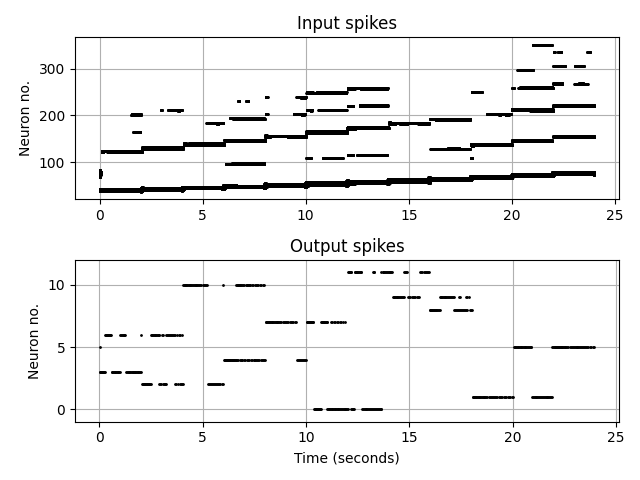 Input spikes
300
200
100
Neuron no.
0 5 10 15 20 25
Output spikes
10
5
0
Neuron no.
0 5 10 15 20 25
Time (seconds)